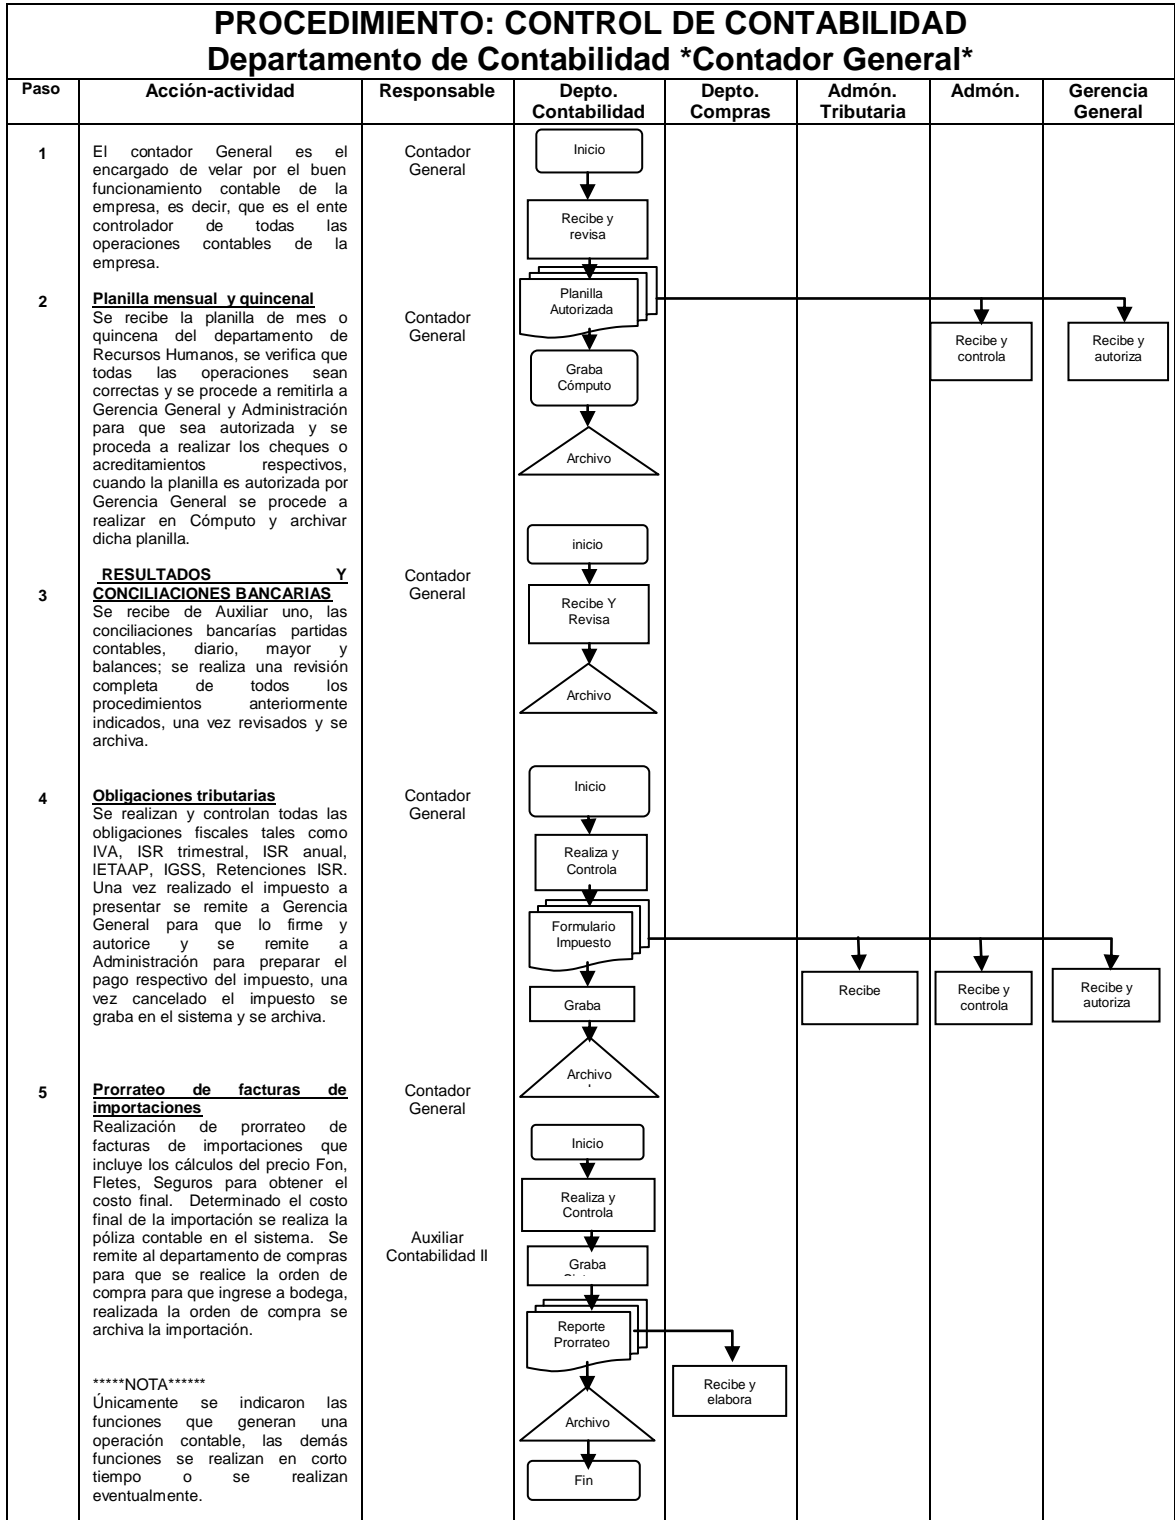 PROCEDIMIENTO: CONTROL DE CONTABILIDAD
Departamento de Contabilidad *Contador General*
Paso
Acción-actividad
Responsable
Depto.
Contabilidad
Depto.
Compras
Admón.
Tributaria
Admón.
Gerencia
General
1
El contador General es el
encargado de velar por el buen
funcionamiento contable de la
empresa, es decir, que es el ente
controlador de todas las
operaciones contables de la
empresa.
Contador
General
Inicio
Recibe y
revisa
2
Planilla mensual y quincenal
Se recibe la planilla de mes o
quincena del departamento de
Recursos Humanos, se verifica que
todas las operaciones sean
correctas y se procede a remitirla a
Gerencia General y Administración
para que sea autorizada y se
proceda a realizar los cheques o
acreditamientos respectivos,
cuando la planilla es autorizada por
Gerencia General se procede a
realizar en Cómputo y archivar
dicha planilla.
Contador
General
Planilla
Autorizada
Graba
Cómputo
Archivo
Recibe y
controla
Recibe y
autoriza
3
RESULTADOS Y
CONCILIACIONES BANCARIAS
Se recibe de Auxiliar uno, las
conciliaciones bancarías partidas
contables, diario, mayor y
balances; se realiza una revisión
completa de todos los
procedimientos anteriormente
indicados, una vez revisados y se
archiva.
Contador
General
inicio
Recibe Y
Revisa
Archivo
4
Obligaciones tributarias
Se realizan y controlan todas las
obligaciones fiscales tales como
IVA, ISR trimestral, ISR anual,
IETAAP, IGSS, Retenciones ISR.
Una vez realizado el impuesto a
presentar se remite a Gerencia
General para que lo firme y
autorice y se remite a
Administración para preparar el
pago respectivo del impuesto, una
vez cancelado el impuesto se
graba en el sistema y se archiva.
Contador
General
Inicio
Realiza y
Controla
Formulario
Impuesto
Graba
Archivo
Recibe
Recibe y
controla
Recibe y
autoriza
5
Prorrateo de facturas de
importaciones
Realización de prorrateo de
facturas de importaciones que
incluye los cálculos del precio Fon,
Fletes, Seguros para obtener el
costo final. Determinado el costo
final de la importación se realiza la
póliza contable en el sistema. Se
remite al departamento de compras
para que se realice la orden de
compra para que ingrese a bodega,
realizada la orden de compra se
archiva la importación.
Contador
General
Auxiliar
Contabilidad II
Inicio
Realiza y
Controla
Graba
Reporte
Prorrateo
Recibe y
elabora
Archivo
Fin
*****NOTA******
Únicamente se indicaron las
funciones que generan una
operación contable, las demás
funciones se realizan en corto
tiempo o se realizan
eventualmente.